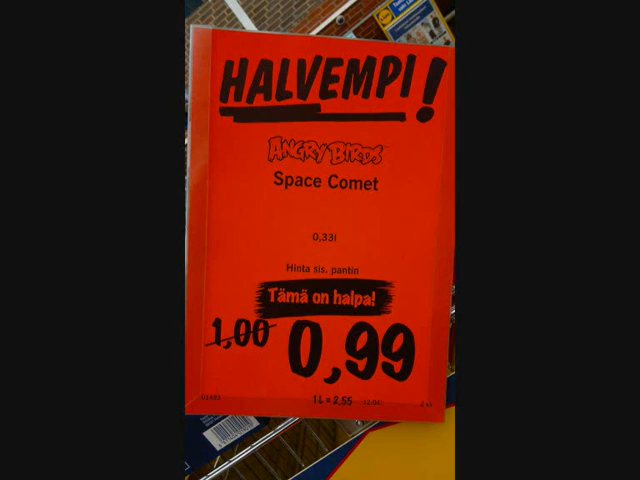 HALVEMPI!
ANGRY BIRDS
Space Comet
0,33l
Hinta sis. pantin
Tämä on halpa!
1,00 0,99
1L = 2,55